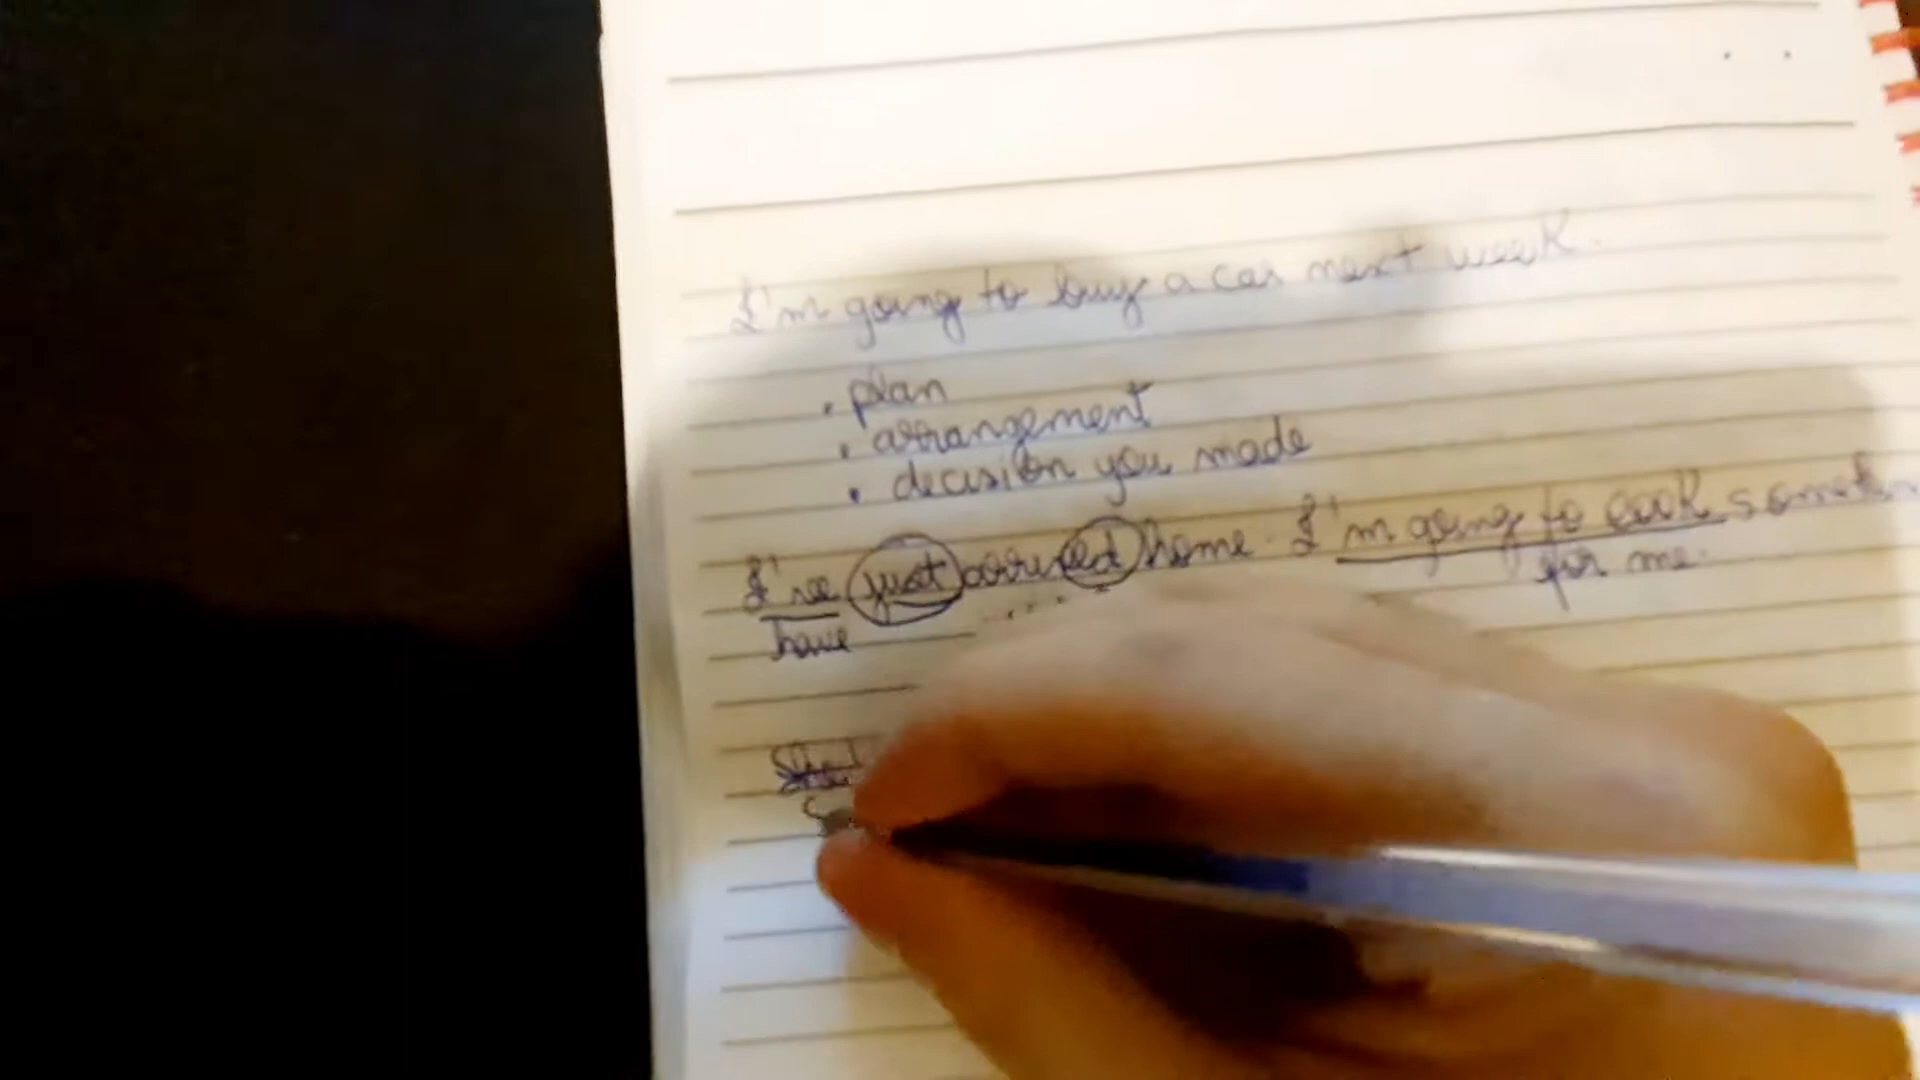 I'm going to buy a car next week.
. plan
. arrangement
. decision you made
I've just arrived home. I'm going to cook
for me.
have